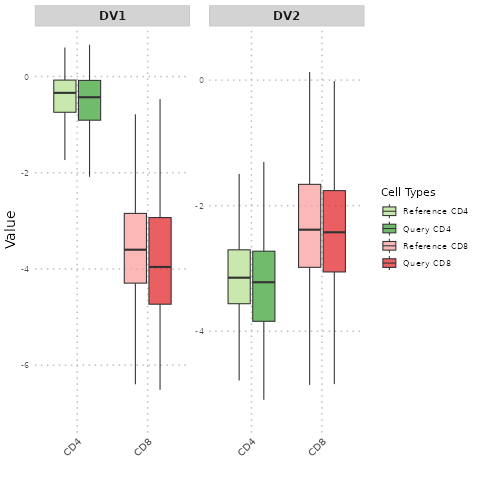 DV1
DV2
Value
0
-2
-4
-6
0
-2
-4
CD4
CD8
CD4
CD8
Cell Types
Reference CD4
Query CD4
Reference CD8
Query CD8